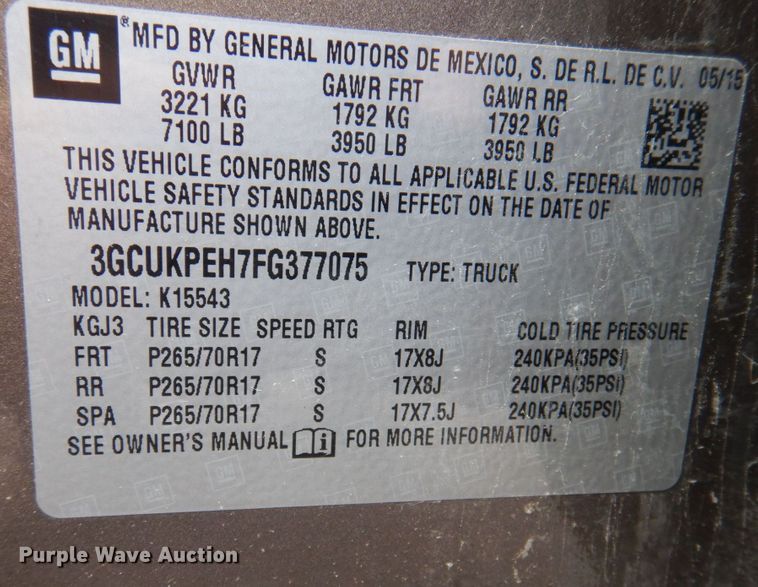 GM ® MFD BY GENERAL MOTORS DE MEXICO, S. DE R.L. DE C.V. 05/15
GVWR GAWR FRT GAWR RR
3221 KG 1792 KG 1792 KG
7100 LB 3950 LB 3950 LB
THIS VEHICLE CONFORMS TO ALL APPLICABLE U.S. FEDERAL MOTOR
VEHICLE SAFETY STANDARDS IN EFFECT ON THE DATE OF
MANUFACTURE SHOWN ABOVE.
3GCUKPEH7FG377075 TYPE: TRUCK
MODEL: K15543
KGJ3 TIRE SIZE SPEED RTG RIM COLD TIRE PRESSURE
FRT P265/70R17 S 17X8J 240KPA(35PSI)
RR P265/70R17 S 17X8J 240KPA(35PSI)
SPA P265/70R17 S 17X7.5J 240KPA(35PSI)
SEE OWNER'S MANUAL i FOR MORE INFORMATION.
Purple Wave Auction